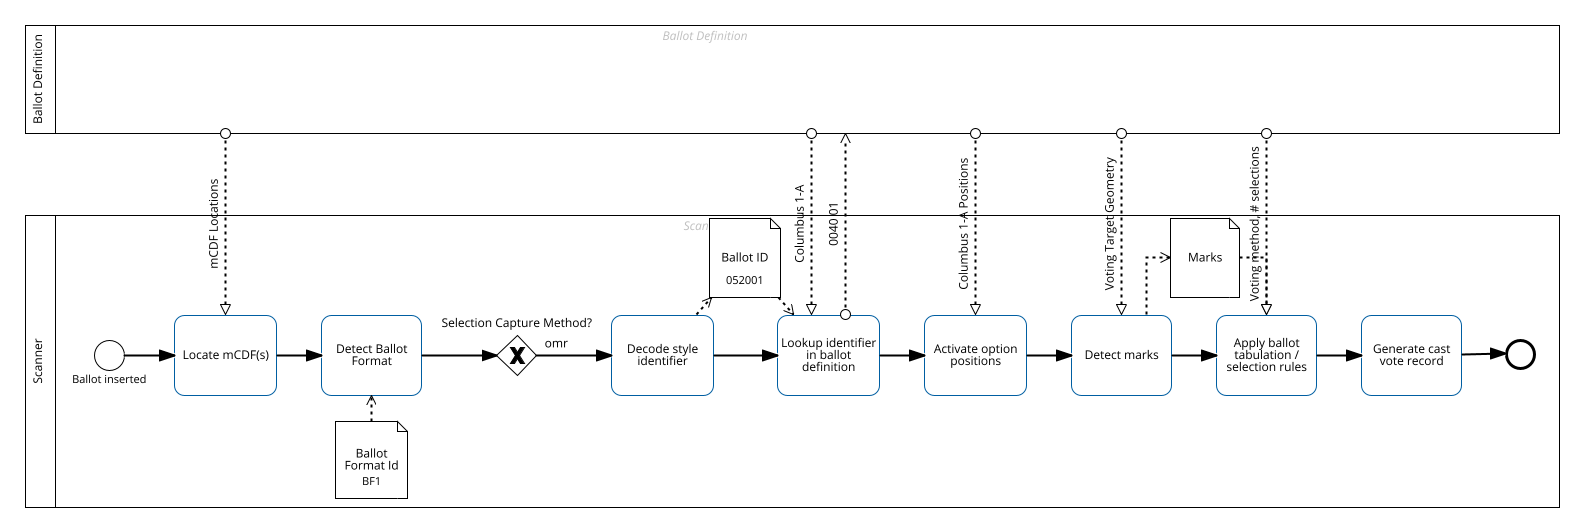 Ballot Definition
Ballot Definition
mCDF Locations
Columbus 1-A
0040 01
Columbus 1-A Positions
Voting Target Geometry
Voting method, # selections
Scanner
Scan
Ballot ID
052001
Marks
Selection Capture Method?
omr
Ballot inserted
Locate mCDF(s)
Detect Ballot
Format
Decode style
identifier
Lookup identifier
in ballot
definition
Activate option
positions
Detect marks
Apply ballot
tabulation /
selection rules
Generate cast
vote record
Ballot
Format Id
BF1